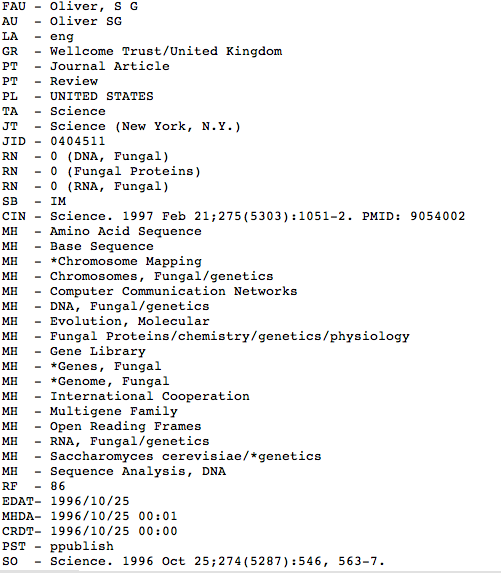 FAU - Oliver, S G
AU  - Oliver SG
LA  - eng
GR  - Wellcome Trust/United Kingdom
PT  - Journal Article
PT  - Review
PL  - UNITED STATES
TA  - Science
JT  - Science (New York, N.Y.)
JID - 0404511
RN  - 0 (DNA, Fungal)
RN  - 0 (Fungal Proteins)
RN  - 0 (RNA, Fungal)
SB  - IM
CIN - Science. 1997 Feb 21;275(5303):1051-2. PMID: 9054002
MH  - Amino Acid Sequence
MH  - Base Sequence
MH  - *Chromosome Mapping
MH  - Chromosomes, Fungal/genetics
MH  - Computer Communication Networks
MH  - DNA, Fungal/genetics
MH  - Evolution, Molecular
MH  - Fungal Proteins/chemistry/genetics/physiology
MH  - Gene Library
MH  - *Genes, Fungal
MH  - *Genome, Fungal
MH  - International Cooperation
MH  - Multigene Family
MH  - Open Reading Frames
MH  - RNA, Fungal/genetics
MH  - Saccharomyces cerevisiae/*genetics
MH  - Sequence Analysis, DNA
RF  - 86
EDAT- 1996/10/25
MHDA- 1996/10/25 00:01
CRDT- 1996/10/25 00:00
PST - ppublish
SO  - Science. 1996 Oct 25;274(5287):546, 563-7.